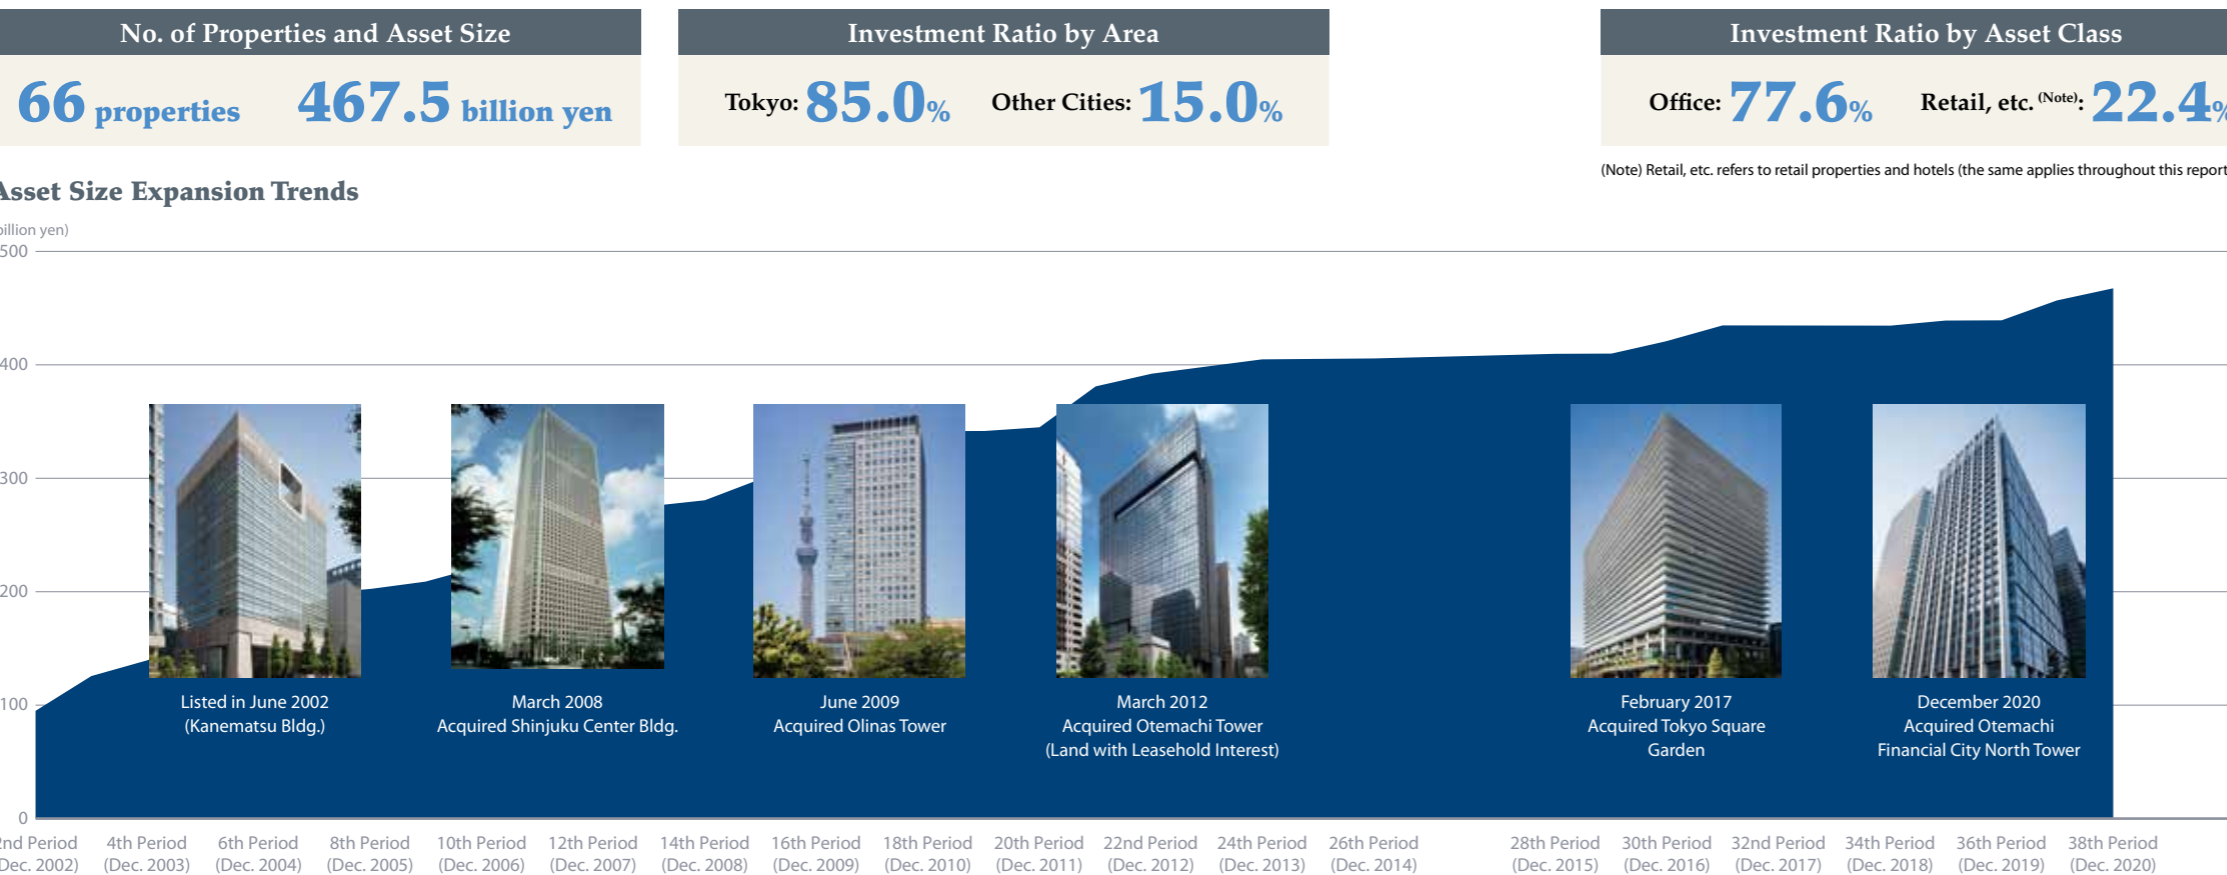 No. of Properties and Asset Size
66 properties 467.5 billion yen
Investment Ratio by Area
Tokyo: 85.0% Other Cities: 15.0%
Investment Ratio by Asset Class
Office: 77.6% Retail, etc. (Note): 22.4%
(Note) Retail, etc. refers to retail properties and hotels (the same applies throughout this report
Asset Size Expansion Trends
billion yen)
500
400
300
200
100
0
Listed in June 2002
(Kanematsu Bldg.)
March 2008
Acquired Shinjuku Center Bldg.
June 2009
Acquired Olinas Tower
March 2012
Acquired Otemachi Tower
(Land with Leasehold Interest)
February 2017
Acquired Tokyo Square
Garden
December 2020
Acquired Otemachi
Financial City North Tower
2nd Period 4th Period 6th Period 8th Period 10th Period 12th Period 14th Period 16th Period 18th Period 20th Period 22nd Period 24th Period 26th Period 28th Period 30th Period 32nd Period 34th Period 36th Period 38th Period
Dec. 2002) (Dec. 2003) (Dec. 2004) (Dec. 2005) (Dec. 2006) (Dec. 2007) (Dec. 2008) (Dec. 2009) (Dec. 2010) (Dec. 2011) (Dec. 2012) (Dec. 2013) (Dec. 2014) (Dec. 2015) (Dec. 2016) (Dec. 2017) (Dec. 2018) (Dec. 2019) (Dec. 2020)